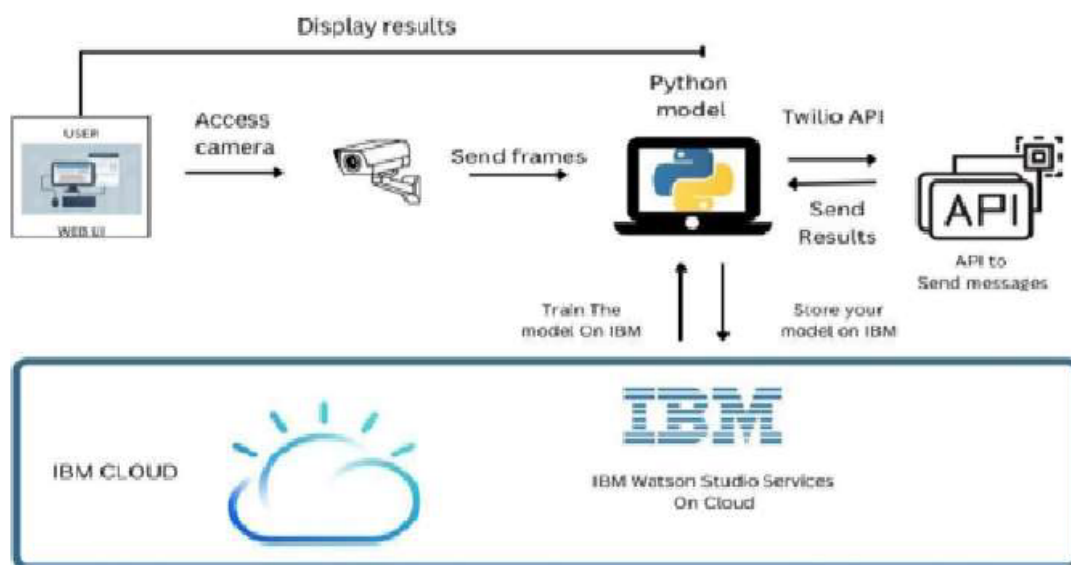 Display results
Python
model
USER
WEB UI
Access
camera
Send frames
Twilio API
Send
Results
API
API to
Send messages
Train The
model On IBM
Store your
model on IBM
IBM CLOUD
IBM
IBM Watson Studio Services
On Cloud